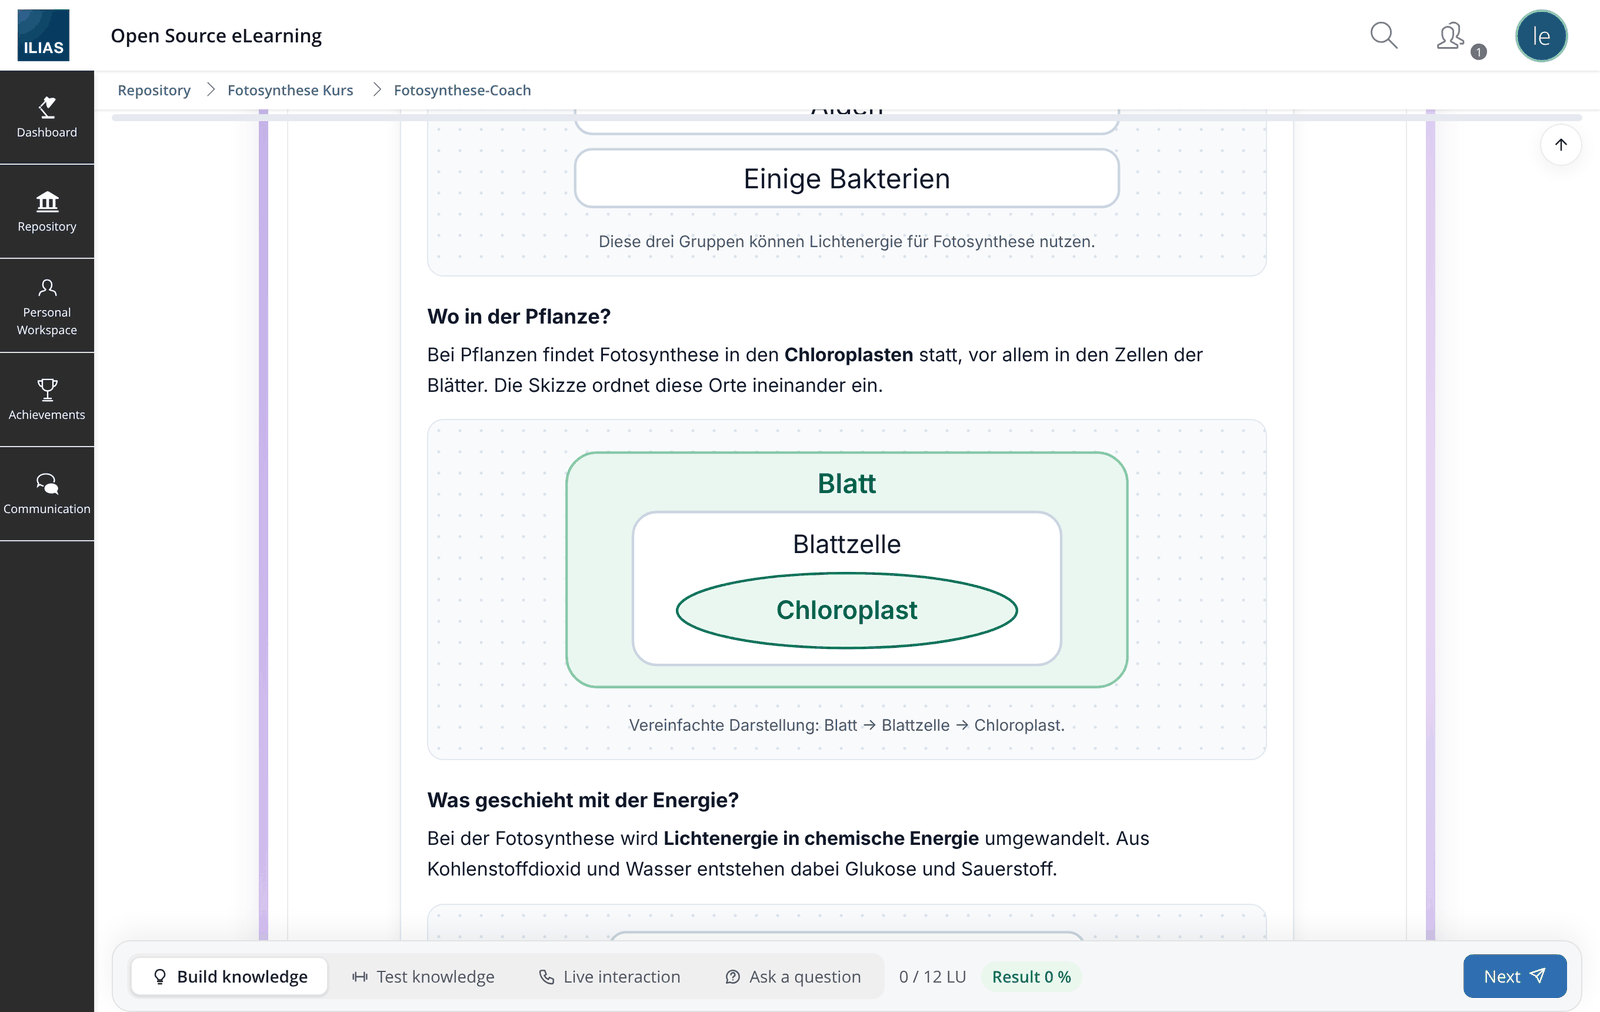 ILIAS
Open Source eLearning
1
le
Repository
Fotosynthese Kurs
Fotosynthese-Coach
Dashboard
Repository
Personal
Workspace
Achievements
Communication
Einige Bakterien
Diese drei Gruppen können Lichtenergie für Fotosynthese nutzen.
Wo in der Pflanze?
Bei Pflanzen findet Fotosynthese in den Chloroplasten statt, vor allem in den Zellen der
Blätter. Die Skizze ordnet diese Orte ineinander ein.
Blatt
Blattzelle
Chloroplast
Vereinfachte Darstellung: Blatt → Blattzelle → Chloroplast.
Was geschieht mit der Energie?
Bei der Fotosynthese wird Lichtenergie in chemische Energie umgewandelt. Aus
Kohlenstoffdioxid und Wasser entstehen dabei Glukose und Sauerstoff.
Build knowledge
Test knowledge
Live interaction
Ask a question
0 / 12 LU
Result 0 %
Next